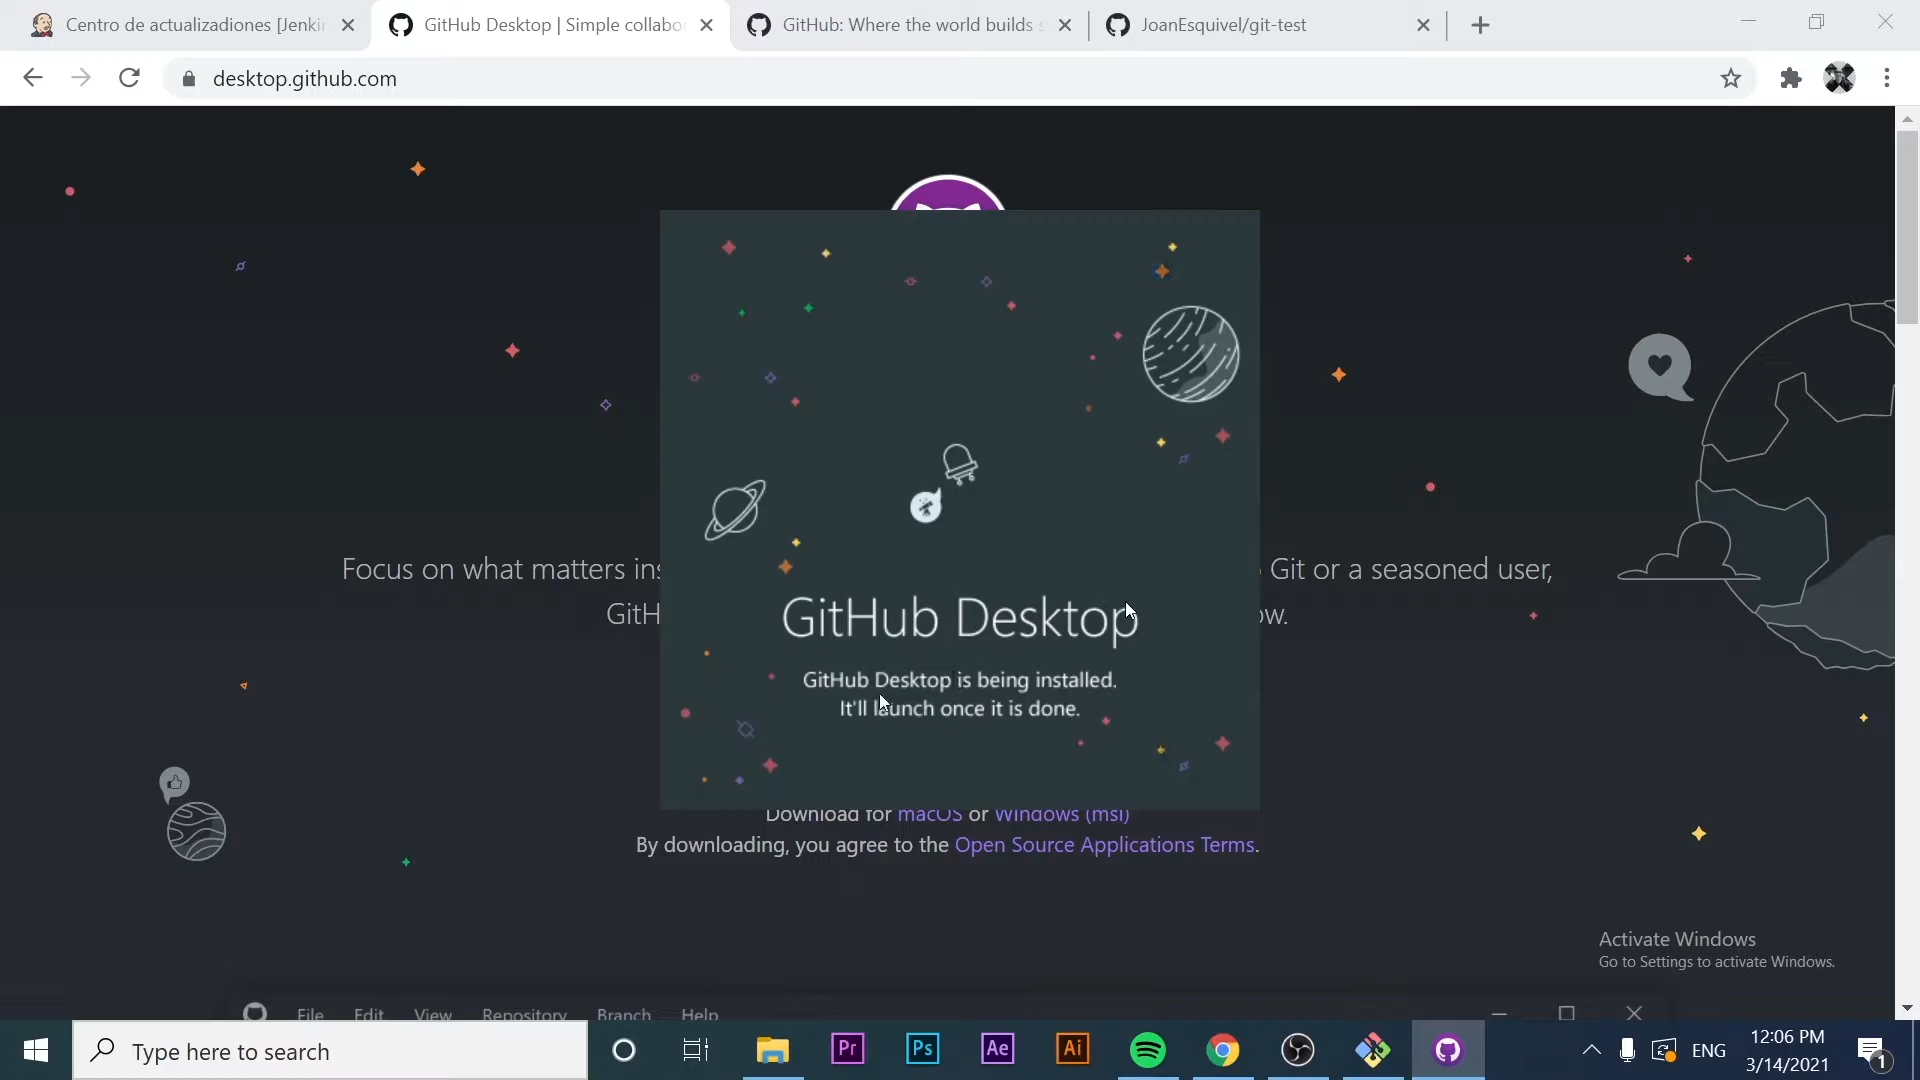 Centro de actualizadiones [Jenki
GitHub Desktop | Simple collabor
GitHub: Where the world builds s
JoanEsquivel/git-test
desktop.github.com
Focus on what matters ins
Git or a seasoned user,
GitH
ow.
GitHub Desktop
GitHub Desktop is being installed.
It'll launch once it is done.
Download for macOS or Windows (msi)
By downloading, you agree to the Open Source Applications Terms.
Activate Windows
Go to Settings to activate Windows.
File Edit View Repository Branch Help
Type here to search
Pr
Ps
Ae
Ai
ENG
12:06 PM
3/14/2021
1